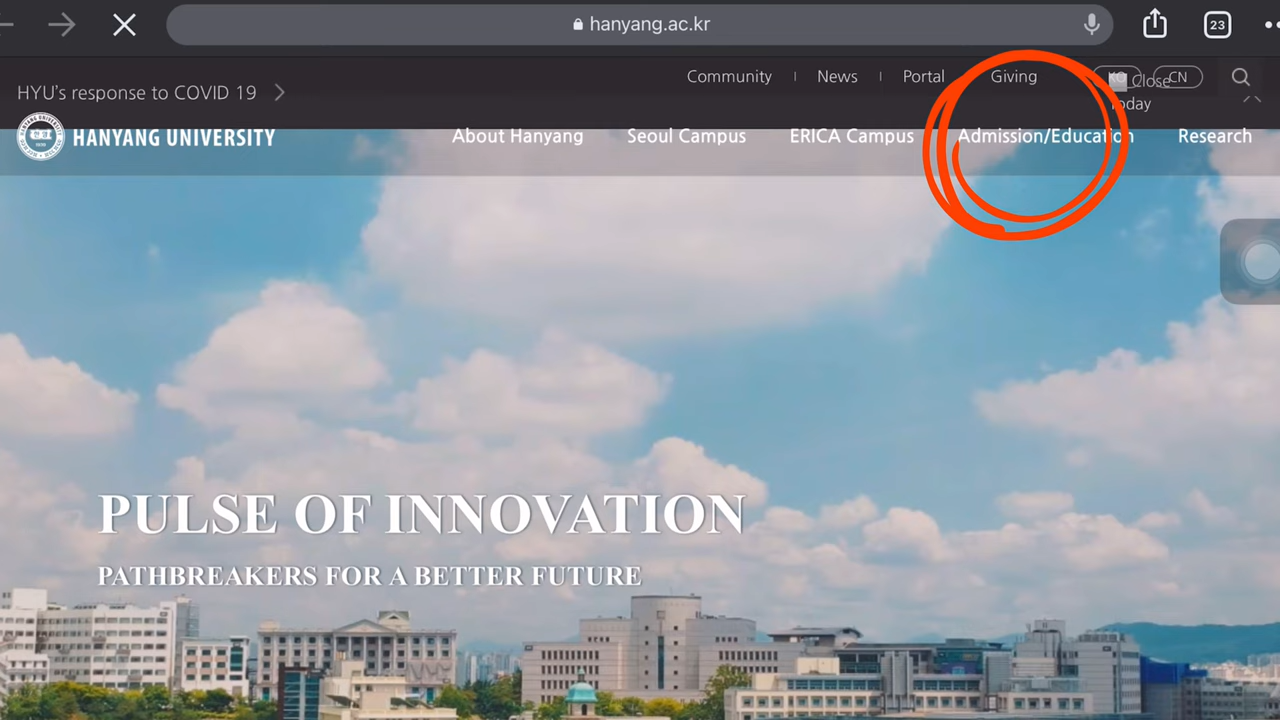 hanyang.ac.kr
23
Community
News
Portal
Giving
KO
CN
HYU's response to COVID 19
Close
Today
HANYANG UNIVERSITY
About Hanyang
Seoul Campus
ERICA Campus
Admission/Education
Research
PULSE OF INNOVATION
PATHBREAKERS FOR A BETTER FUTURE